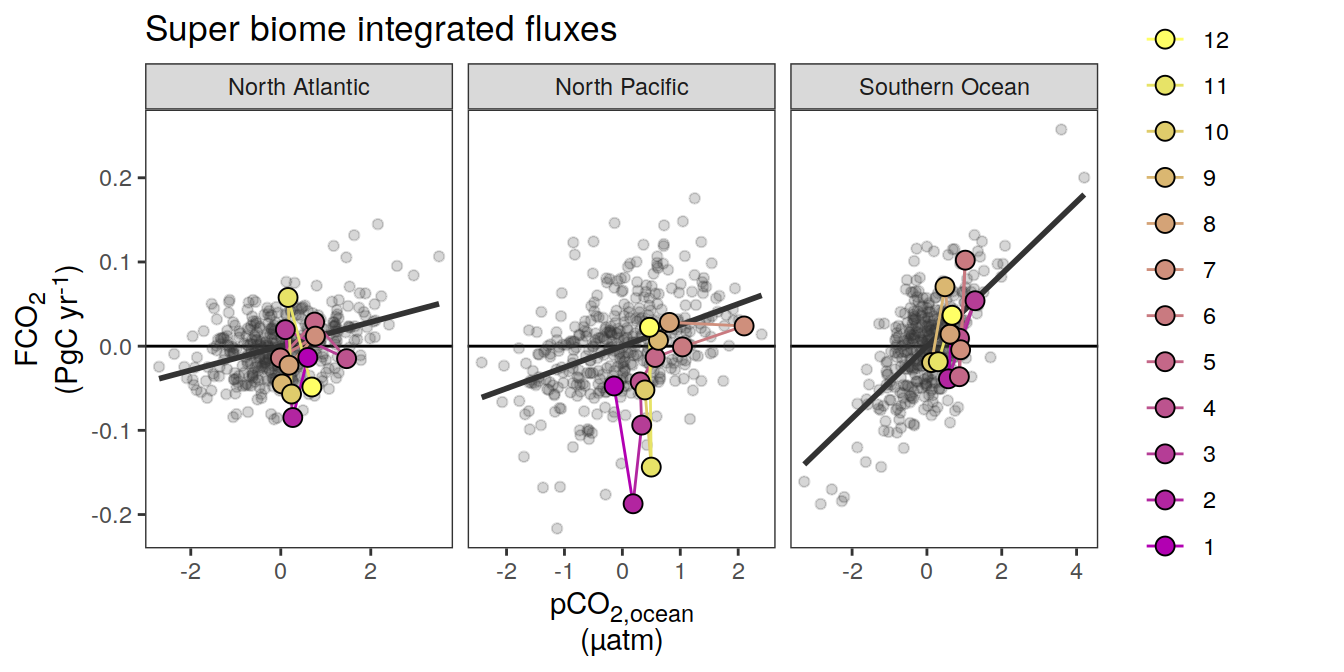 Super biome integrated fluxes
North Atlantic
North Pacific
Southern Ocean
FCO2
(PgC yr-1)
0.2
0.1
0.0
-0.1
-0.2
-2 0 2
-2 -1 0 1 2
-2 0 2 4
pCO2,ocean
(µatm)
12
11
10
9
8
7
6
5
4
3
2
1